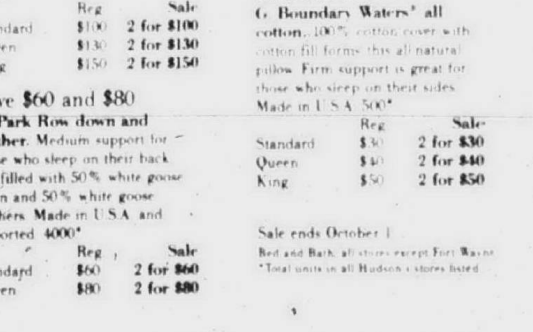 Reg Sale
dard $100 2 for $100
en $130 2 for $130
g $150 2 for $150
ve $60 and $80
Park Row down and
ther. Medium support for
e who sleep on their back
filled with 50% white goose
n and 50% white goose
hers Made in U S A and
orted 4000*
Reg Sale
dard $60 2 for $60
en $80 2 for $80
G. Boundary Waters* all
cotton. 100% cotton cover with
cotton fill forms this all natural
pillow Firm support is great for
those who sleep on their sides
Made in U S A 500*
Reg Sale
Standard $30 2 for $30
Queen $40 2 for $40
King $50 2 for $50
Sale ends October 1
Bed and Bath, all stores except Fort Wayne
*Total units in all Hudson's stores listed